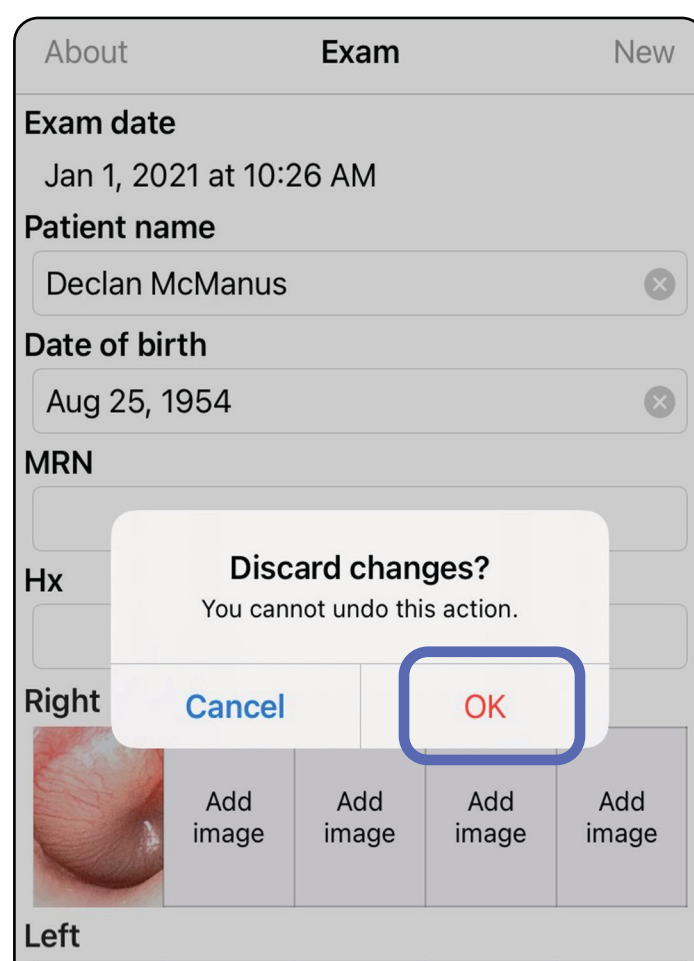 About Exam New
Exam date
Jan 1, 2021 at 10:26 AM
Patient name
Declan McManus
Date of birth
Aug 25, 1954
MRN
Hx
Discard changes?
You cannot undo this action.
Cancel OK
Right
Add image Add image Add image Add image
Left